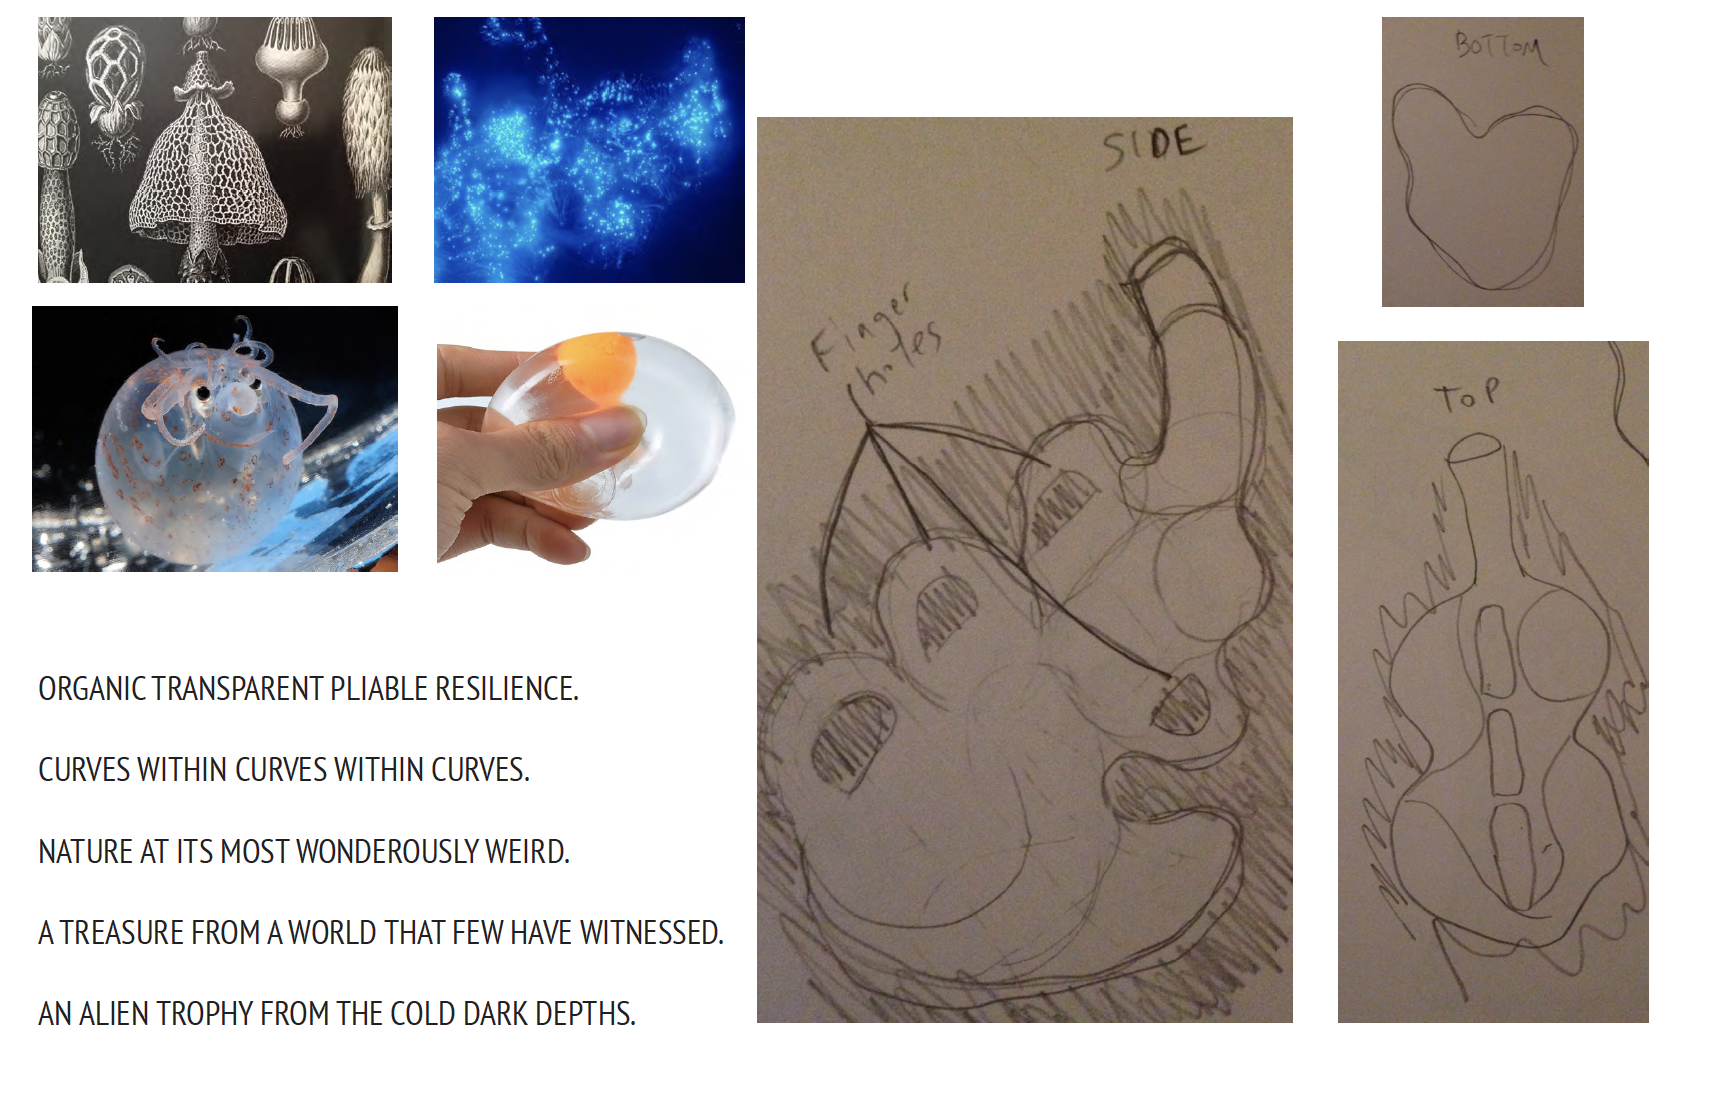 ORGANIC TRANSPARENT PLIABLE RESILIENCE.
CURVES WITHIN CURVES WITHIN CURVES.
NATURE AT ITS MOST WONDEROUSLY WEIRD.
A TREASURE FROM A WORLD THAT FEW HAVE WITNESSED.
AN ALIEN TROPHY FROM THE COLD DARK DEPTHS.
SIDE
Finger
holes
BOTTOM
TOP